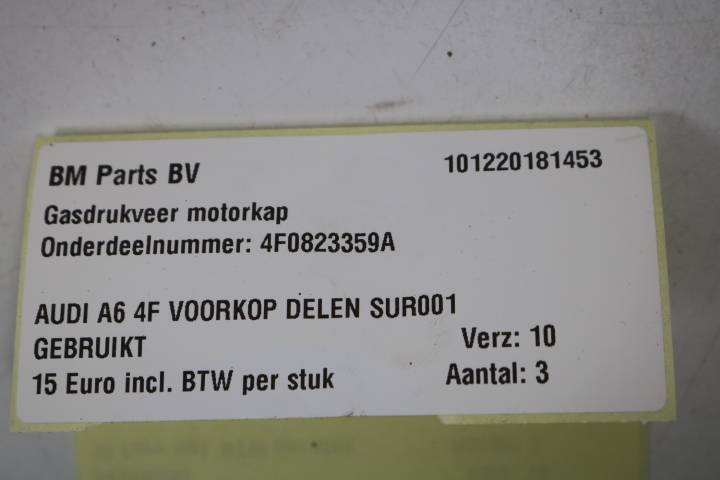 BM Parts BV 101220181453
Gasdrukveer motorkap
Onderdeelnummer: 4F0823359A
AUDI A6 4F VOORKOP DELEN SUR001
GEBRUIKT Verz: 10
15 Euro incl. BTW per stuk Aantal: 3